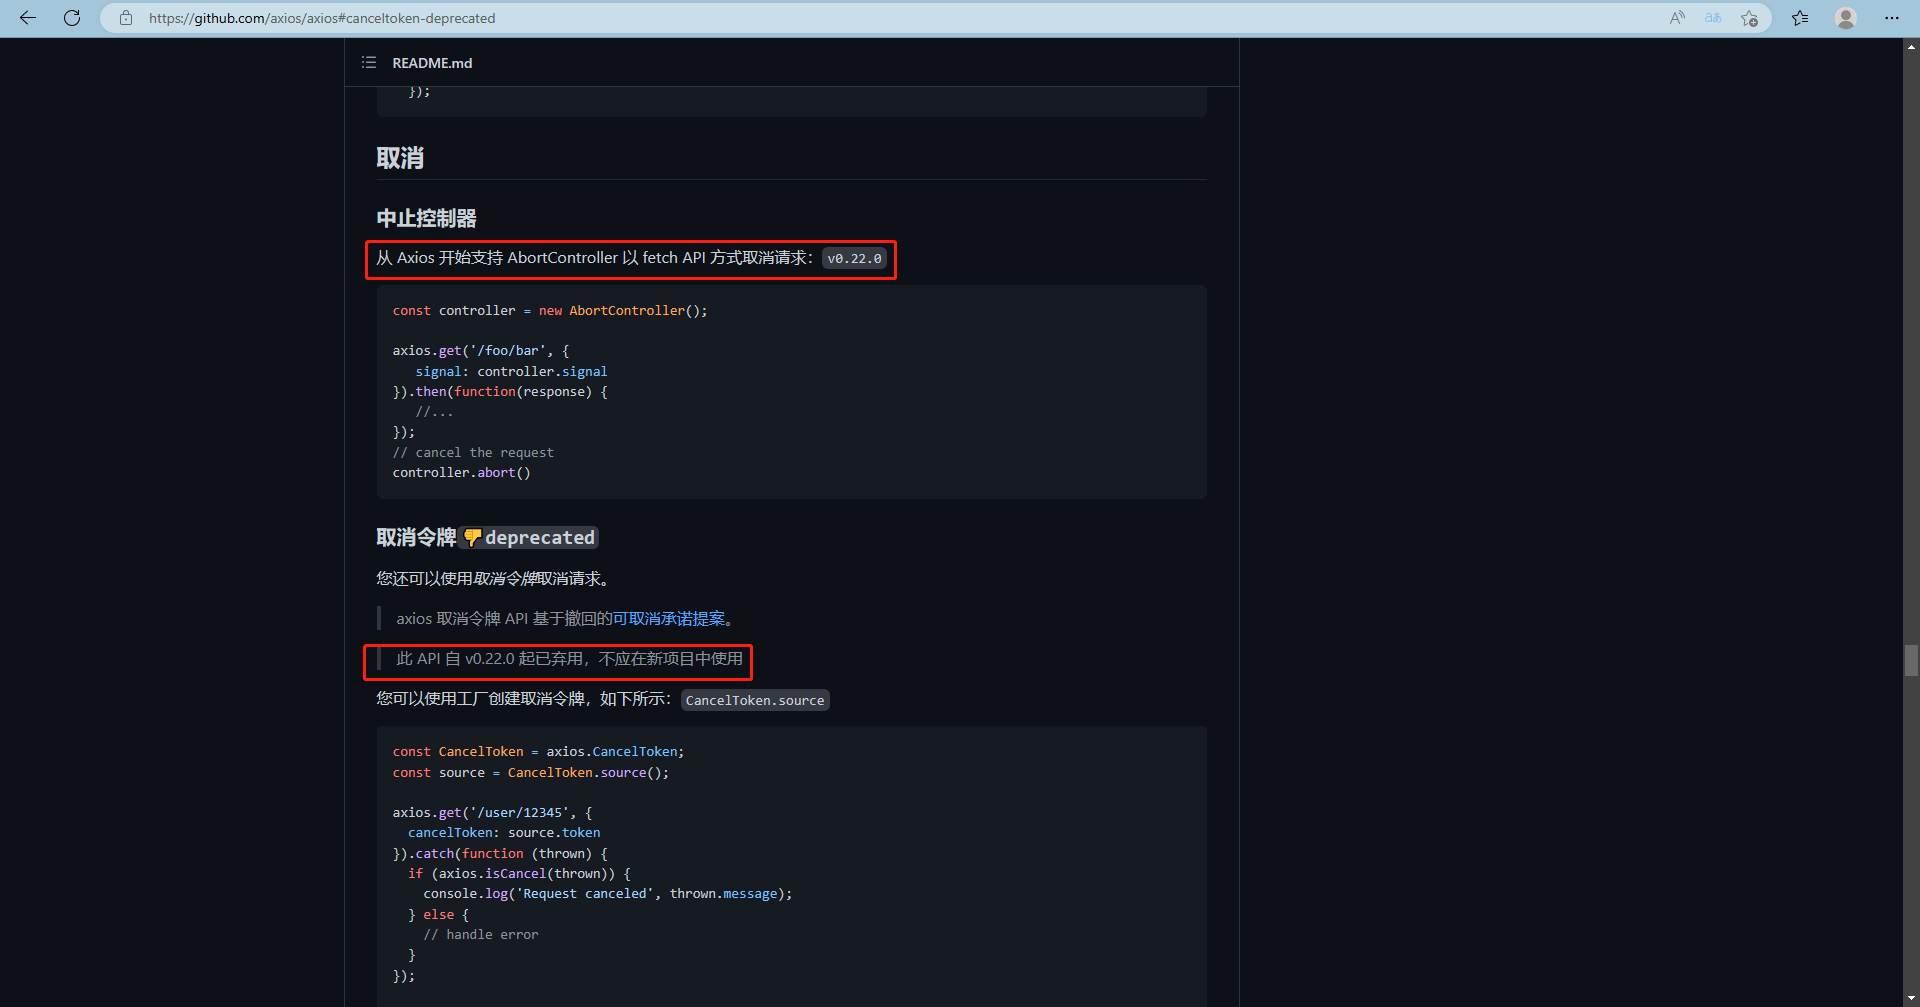 https://github.com/axios/axios#canceltoken-deprecated
README.md
});
取消
中止控制器
从 Axios 开始支持 AbortController 以 fetch API 方式取消请求：v0.22.0
const controller = new AbortController();
axios.get('/foo/bar', {
signal: controller.signal
}).then(function(response) {
//...
});
// cancel the request
controller.abort()
取消令牌👎deprecated
您还可以使用取消令牌取消请求。
axios 取消令牌 API 基于撤回的可取消承诺提案。
此 API 自 v0.22.0 起已弃用，不应在新项目中使用
您可以使用工厂创建取消令牌，如下所示：CancelToken.source
const CancelToken = axios.CancelToken;
const source = CancelToken.source();
axios.get('/user/12345', {
cancelToken: source.token
}).catch(function (thrown) {
if (axios.isCancel(thrown)) {
console.log('Request canceled', thrown.message);
} else {
// handle error
}
});